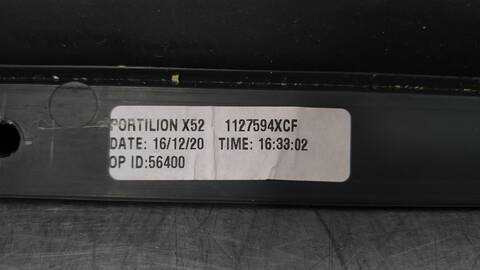 PORTILION X52 1127594XCF
DATE: 16/12/20 TIME: 16:33:02
OP ID:56400